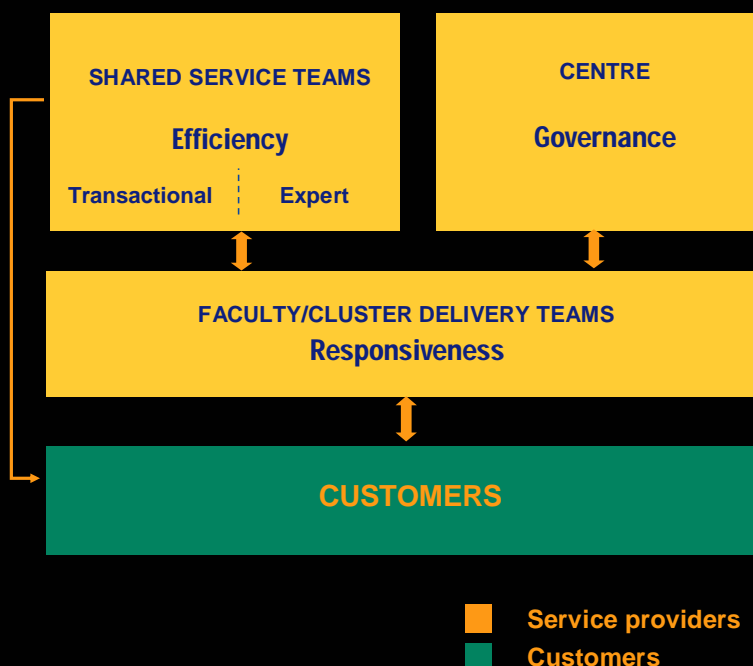 SHARED SERVICE TEAMS
Efficiency
Transactional
Expert
CENTRE
Governance
FACULTY/CLUSTER DELIVERY TEAMS
Responsiveness
CUSTOMERS
Service providers
Customers